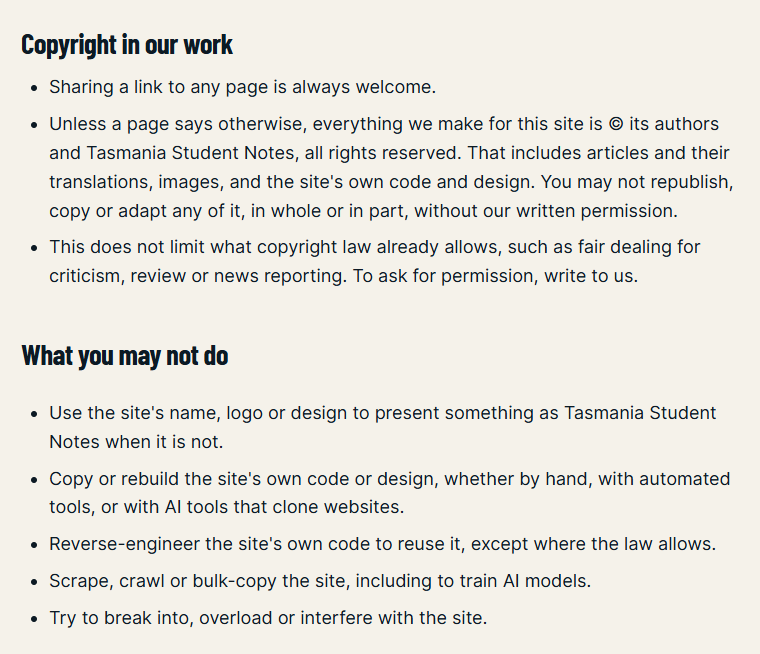 Copyright in our work
• Sharing a link to any page is always welcome.
• Unless a page says otherwise, everything we make for this site is © its authors
and Tasmania Student Notes, all rights reserved. That includes articles and their
translations, images, and the site's own code and design. You may not republish,
copy or adapt any of it, in whole or in part, without our written permission.
• This does not limit what copyright law already allows, such as fair dealing for
criticism, review or news reporting. To ask for permission, write to us.
What you may not do
• Use the site's name, logo or design to present something as Tasmania Student
Notes when it is not.
• Copy or rebuild the site's own code or design, whether by hand, with automated
tools, or with AI tools that clone websites.
• Reverse-engineer the site's own code to reuse it, except where the law allows.
• Scrape, crawl or bulk-copy the site, including to train AI models.
• Try to break into, overload or interfere with the site.